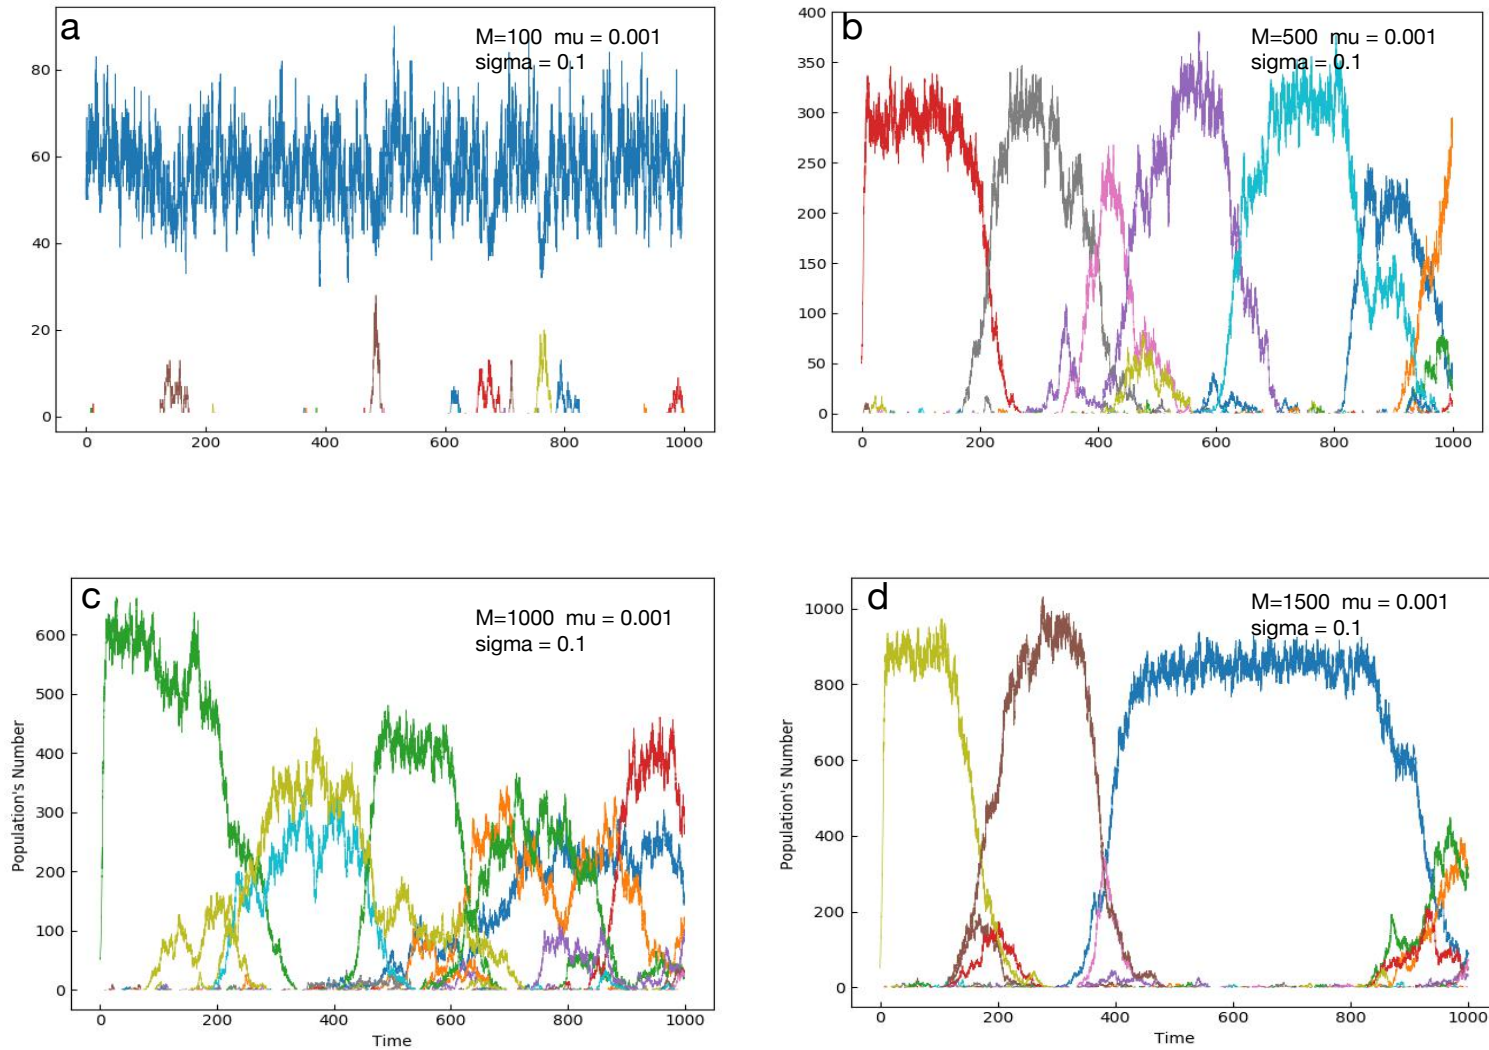 a
M=100 mu = 0.001
sigma = 0.1
80
60
40
20
0
0 200 400 600 800 1000
b
M=500 mu = 0.001
sigma = 0.1
400
350
300
250
200
150
100
50
0
0 200 400 600 800 1000
c
M=1000 mu = 0.001
sigma = 0.1
Population's Number
600
500
400
300
200
100
0
0 200 400 600 800 1000
Time
d
M=1500 mu = 0.001
sigma = 0.1
Population's Number
1000
800
600
400
200
0
0 200 400 600 800 1000
Time